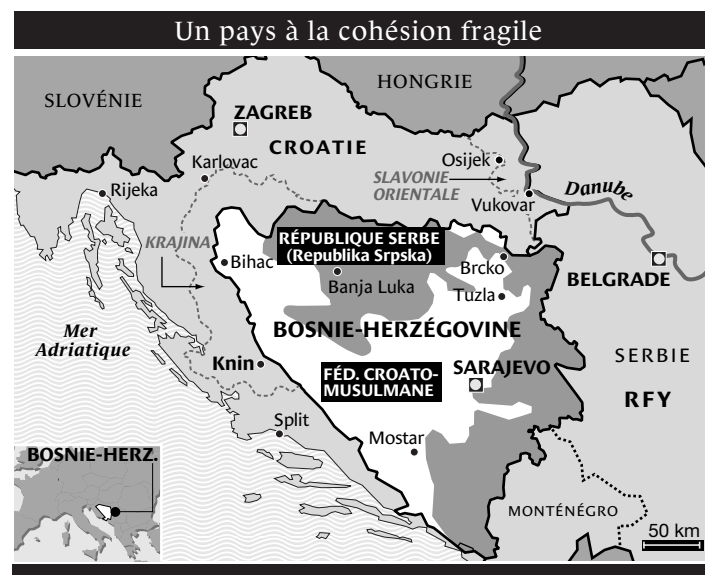 Un pays à la cohésion fragile
SLOVÉNIE
HONGRIE
ZAGREB
CROATIE
Karlovac
Osijek
SLAVONIE
ORIENTALE
Rijeka
Vukovar
Danube
KRAJINA
RÉPUBLIQUE SERBE
(Republika Srpska)
Bihac
Brcko
Banja Luka
BELGRADE
Tuzla
Mer
Adriatique
BOSNIE-HERZÉGOVINE
Knin
FÉD. CROATO-
MUSULMANE
SARAJEVO
SERBIE
RFY
Split
Mostar
BOSNIE-HERZ.
MONTÉNÉGRO
50 km